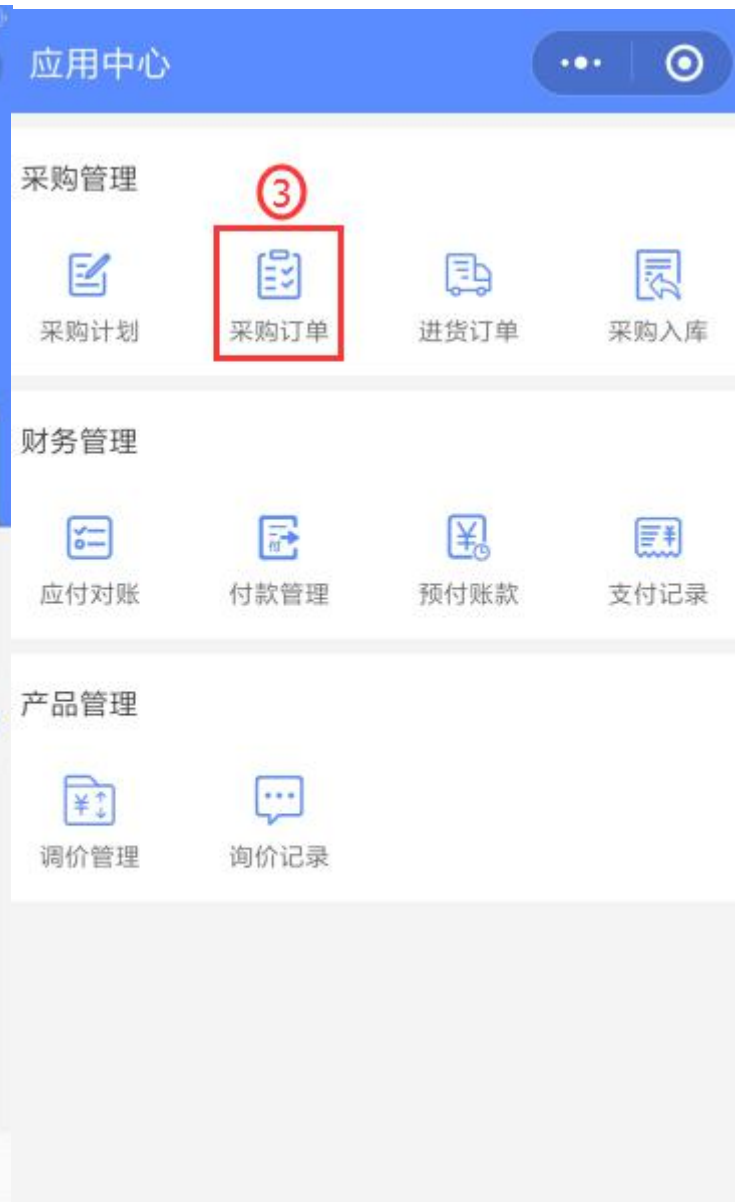 应用中心
采购管理
③
采购计划 采购订单 进货订单 采购入库
财务管理
付
应付对账 付款管理 预付账款 支付记录
产品管理
调价管理 询价记录